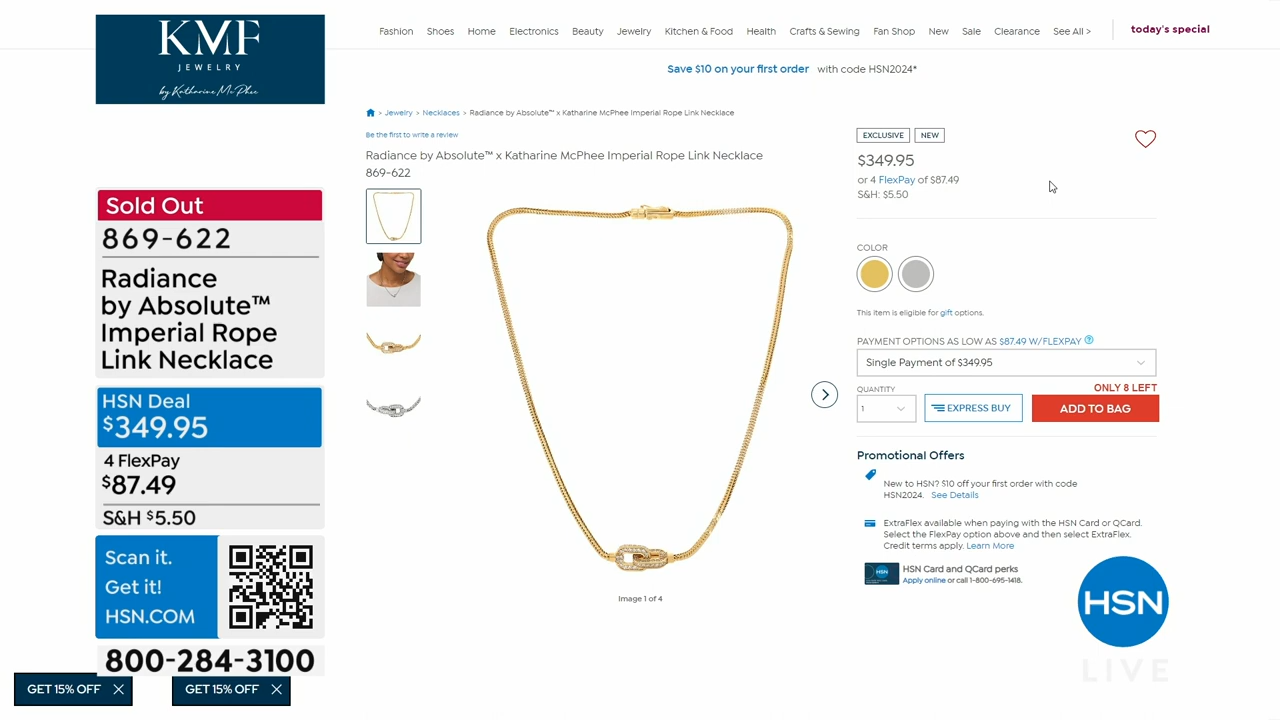 KMF
JEWELRY
by Katharine McPhee
Fashion Shoes Home Electronics Beauty Jewelry Kitchen & Food Health Crafts & Sewing Fan Shop New Sale Clearance See All > today's special
Save $10 on your first order with code HSN2024*
> Jewelry > Necklaces > Radiance by Absolute™ x Katharine McPhee Imperial Rope Link Necklace
Be the first to write a review
Radiance by Absolute™ x Katharine McPhee Imperial Rope Link Necklace
869-622
Image 1 of 4
EXCLUSIVE NEW
$349.95
or 4 FlexPay of $87.49
S&H: $5.50
COLOR
This item is eligible for gift options.
PAYMENT OPTIONS AS LOW AS $87.49 W/FLEXPAY ?
Single Payment of $349.95
QUANTITY ONLY 8 LEFT
1 EXPRESS BUY ADD TO BAG
Promotional Offers
New to HSN? $10 off your first order with code
HSN2024. See Details
ExtraFlex available when paying with the HSN Card or QCard.
Select the FlexPay option above and then select ExtraFlex.
Credit terms apply. Learn More
HSN
HSN Card and QCard perks
Apply online or call 1-800-695-1418.
HSN
LIVE
Sold Out
869-622
Radiance
by Absolute™
Imperial Rope
Link Necklace
HSN Deal
$349.95
4 FlexPay
$87.49
S&H $5.50
Scan it.
Get it!
HSN.COM
800-284-3100
GET 15% OFF
GET 15% OFF